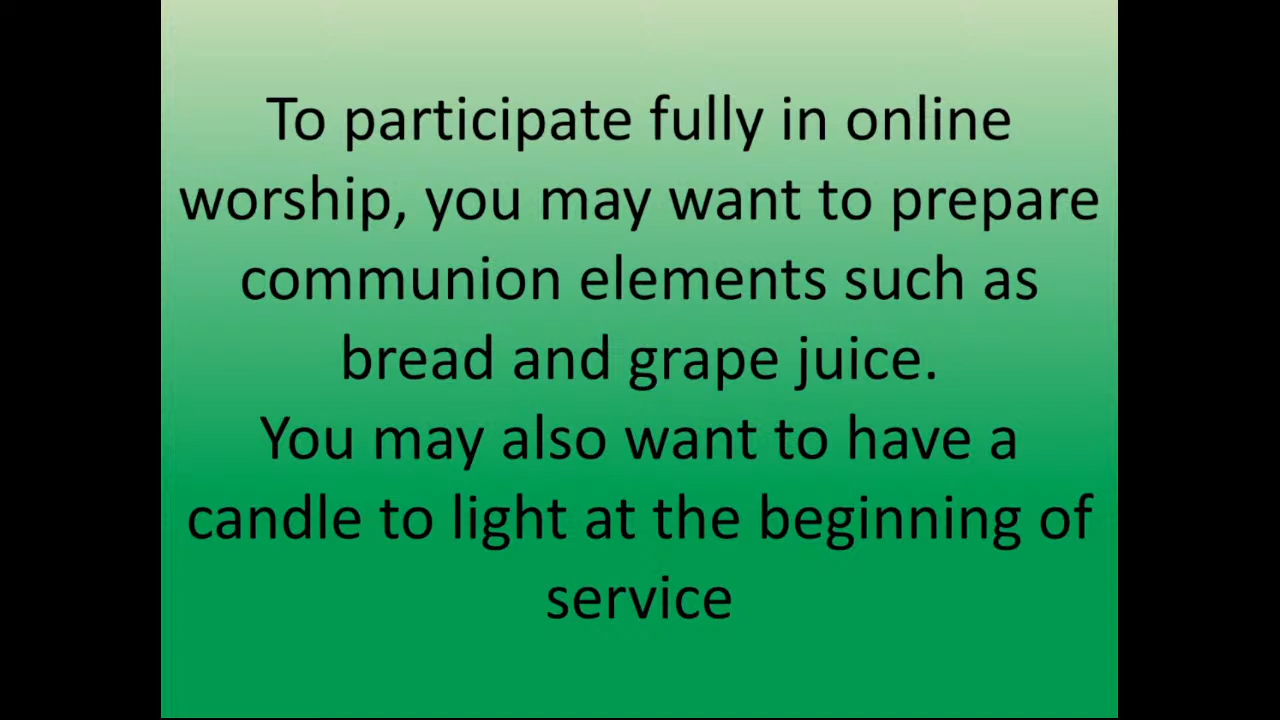 To participate fully in online
worship, you may want to prepare
communion elements such as
bread and grape juice.
You may also want to have a
candle to light at the beginning of
service